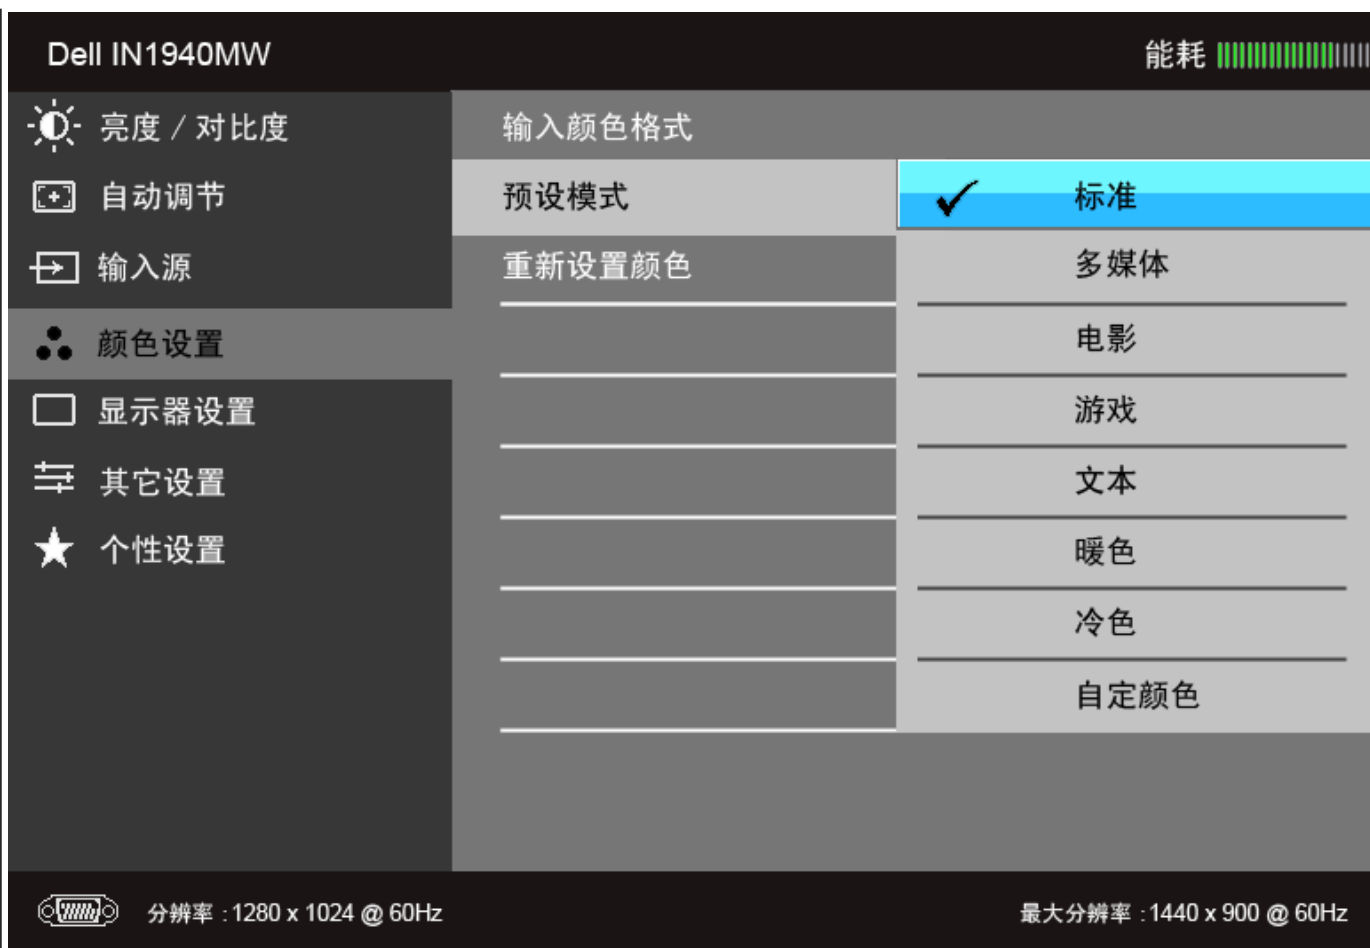 Dell IN1940MW 能耗
亮度 / 对比度 输入颜色格式
自动调节 预设模式 标准
输入源 重新设置颜色 多媒体
颜色设置 电影
显示器设置 游戏
其它设置 文本
个性设置 暖色
冷色
自定颜色
分辨率 : 1280 x 1024 @ 60Hz 最大分辨率 : 1440 x 900 @ 60Hz